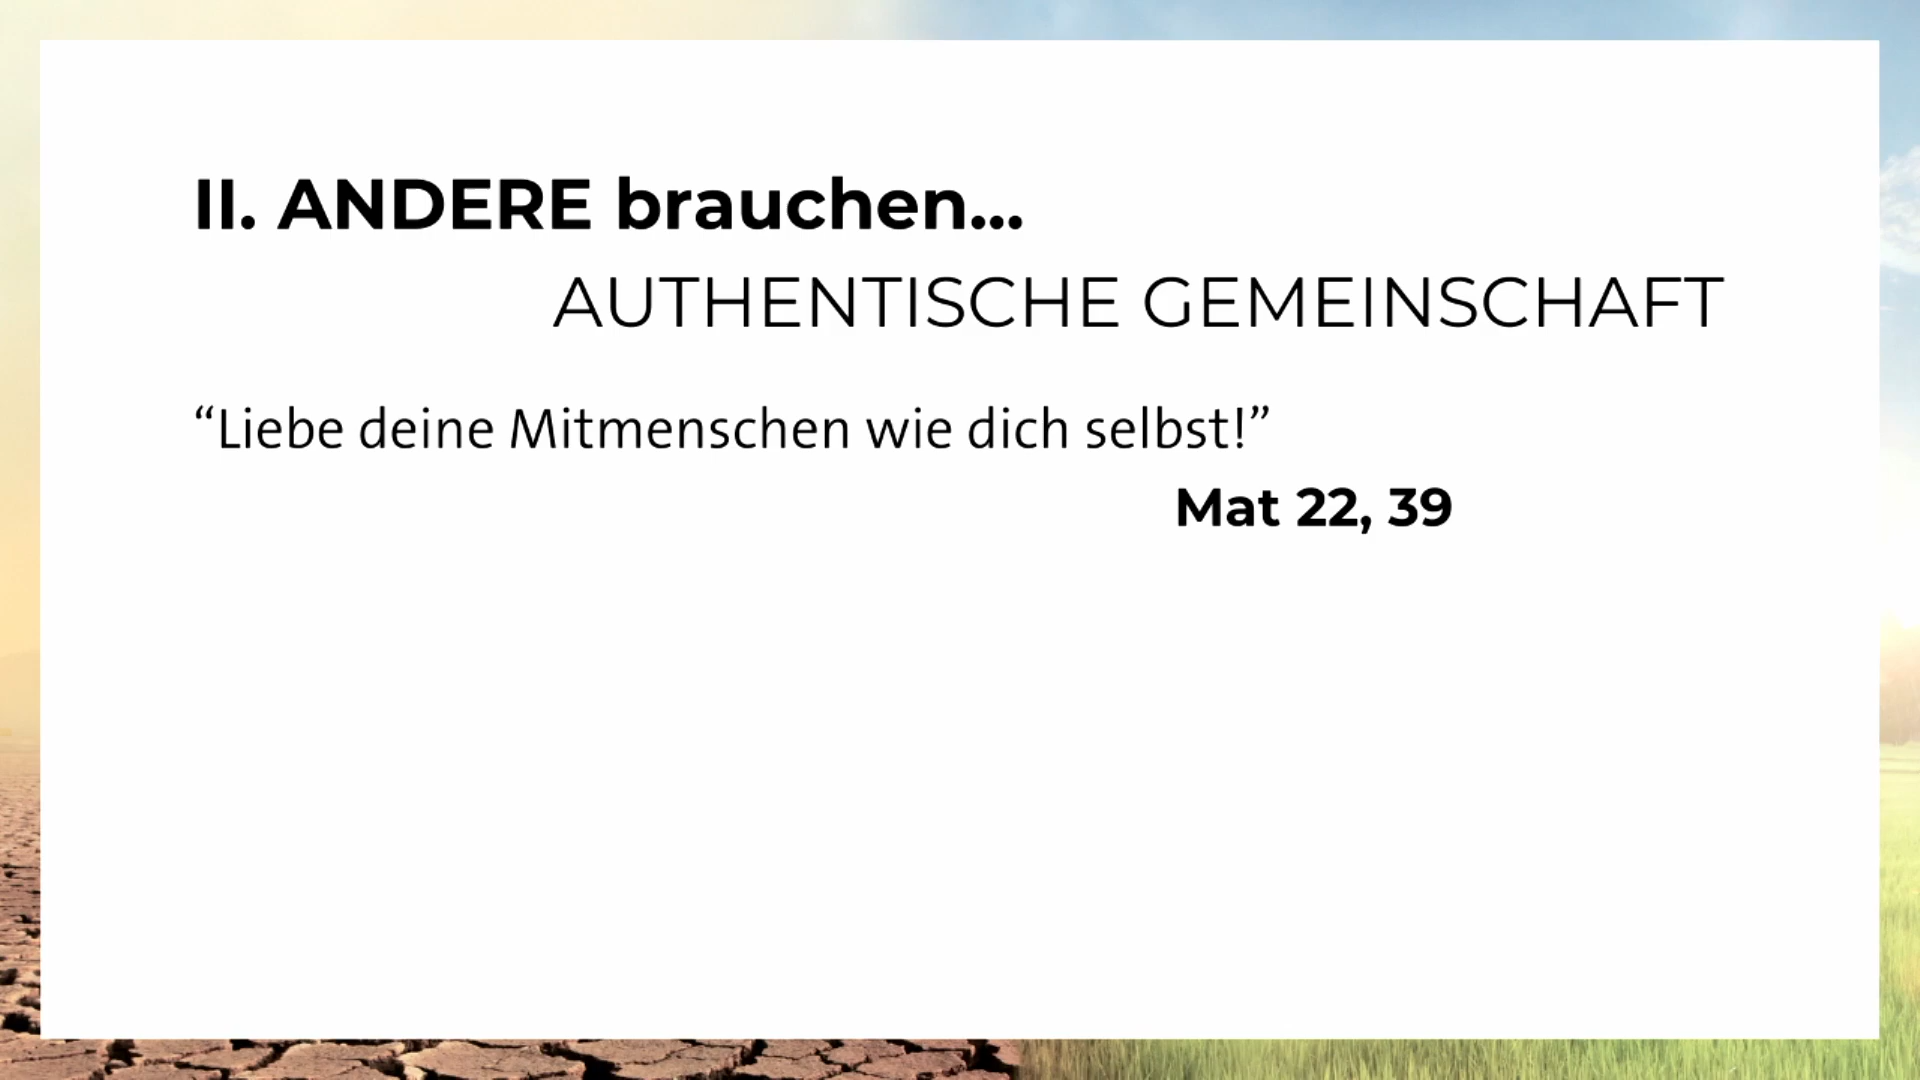 II. ANDERE brauchen...
AUTHENTISCHE GEMEINSCHAFT
“Liebe deine Mitmenschen wie dich selbst!”
Mat 22, 39